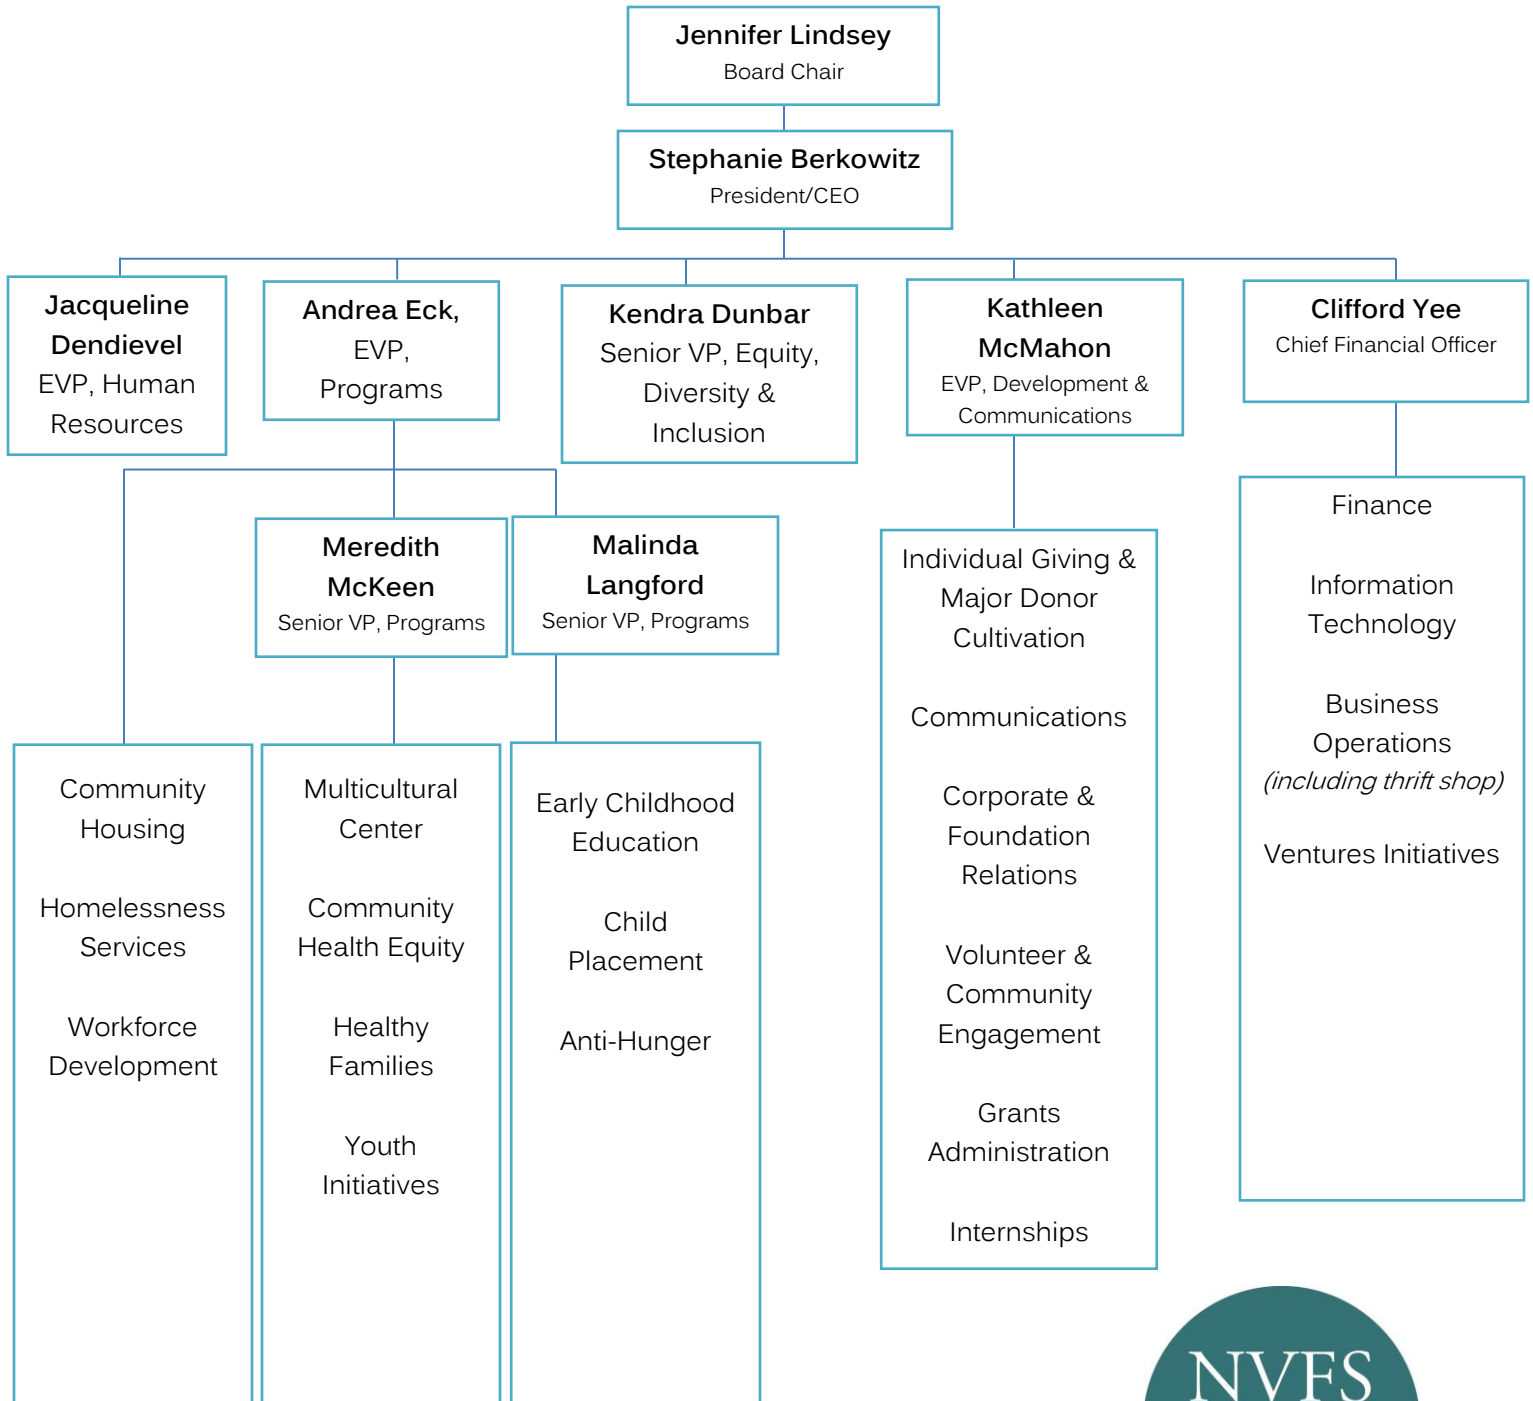 Jennifer Lindsey
Board Chair
Stephanie Berkowitz
President/CEO
Jacqueline
Dendievel
EVP, Human
Resources
Andrea Eck,
EVP,
Programs
Kendra Dunbar
Senior VP, Equity,
Diversity &
Inclusion
Kathleen
McMahon
EVP, Development &
Communications
Clifford Yee
Chief Financial Officer
Meredith
McKeen
Senior VP, Programs
Malinda
Langford
Senior VP, Programs
Community
Housing
Homelessness
Services
Workforce
Development
Multicultural
Center
Community
Health Equity
Healthy
Families
Youth
Initiatives
Early Childhood
Education
Child
Placement
Anti-Hunger
Individual Giving &
Major Donor
Cultivation
Communications
Corporate &
Foundation
Relations
Volunteer &
Community
Engagement
Grants
Administration
Internships
Finance
Information
Technology
Business
Operations
(including thrift shop)
Ventures Initiatives
NVFS